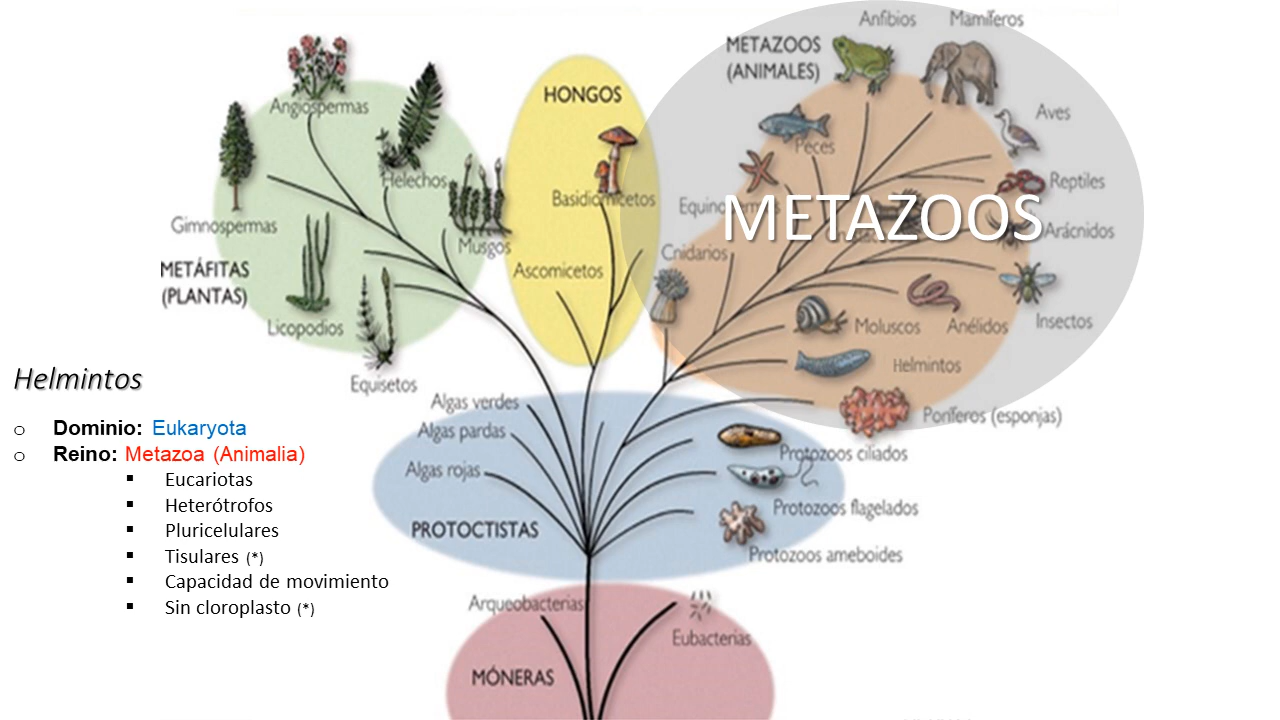 Anfibios
Mamíferos
METAZOOS
(ANIMALES)
Aves
Peces
Reptiles
METAZOOS
Arácnidos
Cnidarios
Insectos
Moluscos
Anélidos
Helmintos
Poríferos (esponjas)
HONGOS
Basidiomicetos
Ascomicetos
Angiospermas
Helechos
Gimnospermas
Musgos
METÁFITAS
(PLANTAS)
Licopodios
Equisetos
Helmintos
o Dominio: Eukaryota
o Reino: Metazoa (Animalia)
▪ Eucariotas
▪ Heterótrofos
▪ Pluricelulares
▪ Tisulares (*)
▪ Capacidad de movimiento
▪ Sin cloroplasto (*)
Algas verdes
Algas pardas
Algas rojas
PROTOCTISTAS
Protozoos ciliados
Protozoos flagelados
Protozoos ameboides
Arqueobacterias
Eubacterias
MÓNERAS